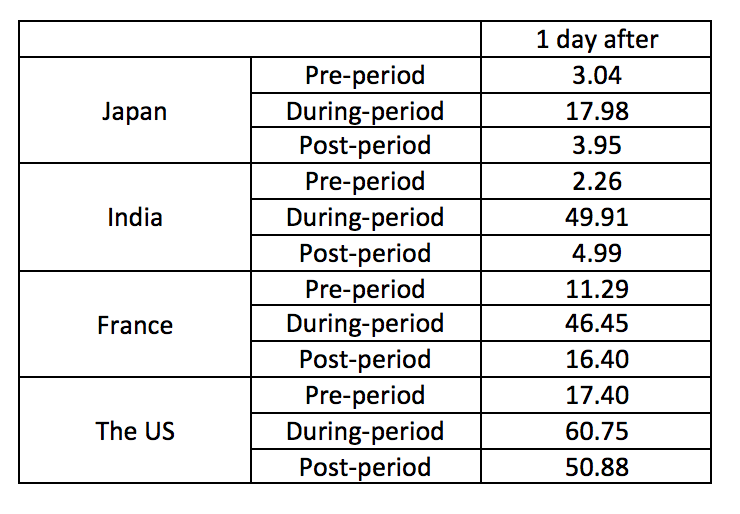 1 day after
Japan
Pre-period 3.04
During-period 17.98
Post-period 3.95
India
Pre-period 2.26
During-period 49.91
Post-period 4.99
France
Pre-period 11.29
During-period 46.45
Post-period 16.40
The US
Pre-period 17.40
During-period 60.75
Post-period 50.88